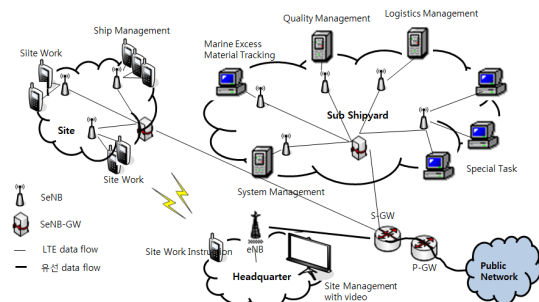 Quality Management
Logistics Management
Ship Management
Marine Excess
Material Tracking
Slite Work
Sub Shipyard
Site
Site Work
System Management
Special Task
SeNB
SeNB-GW
S-GW
Site Work Instruction
eNB
LTE data flow
유선 data flow
Headquarter
P-GW
Public
Network
Site Management
with video